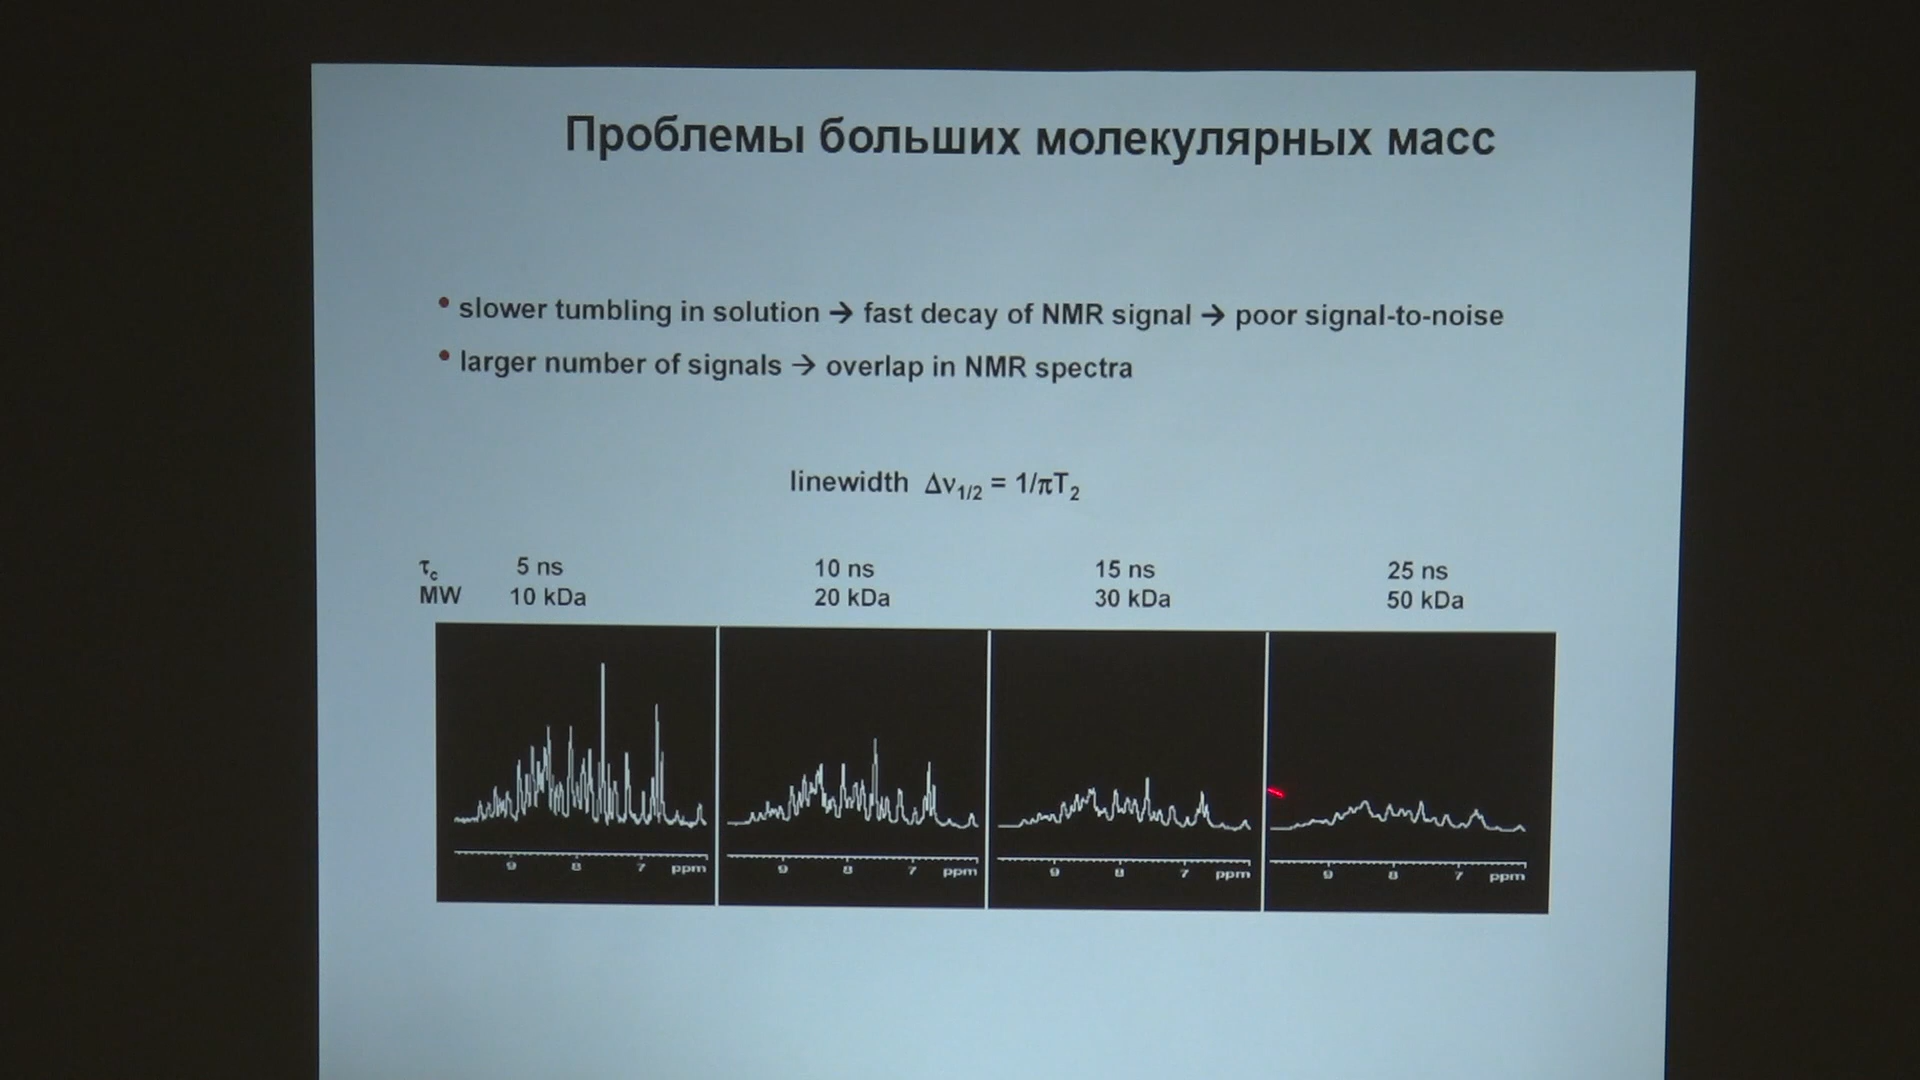 Проблемы больших молекулярных масс
• slower tumbling in solution → fast decay of NMR signal → poor signal-to-noise
• larger number of signals → overlap in NMR spectra
linewidth Δν1/2 = 1/πT2
τc 5 ns 10 ns 15 ns 25 ns
MW 10 kDa 20 kDa 30 kDa 50 kDa
9 8 7 ppm 9 8 7 ppm 9 8 7 ppm 9 8 7 ppm